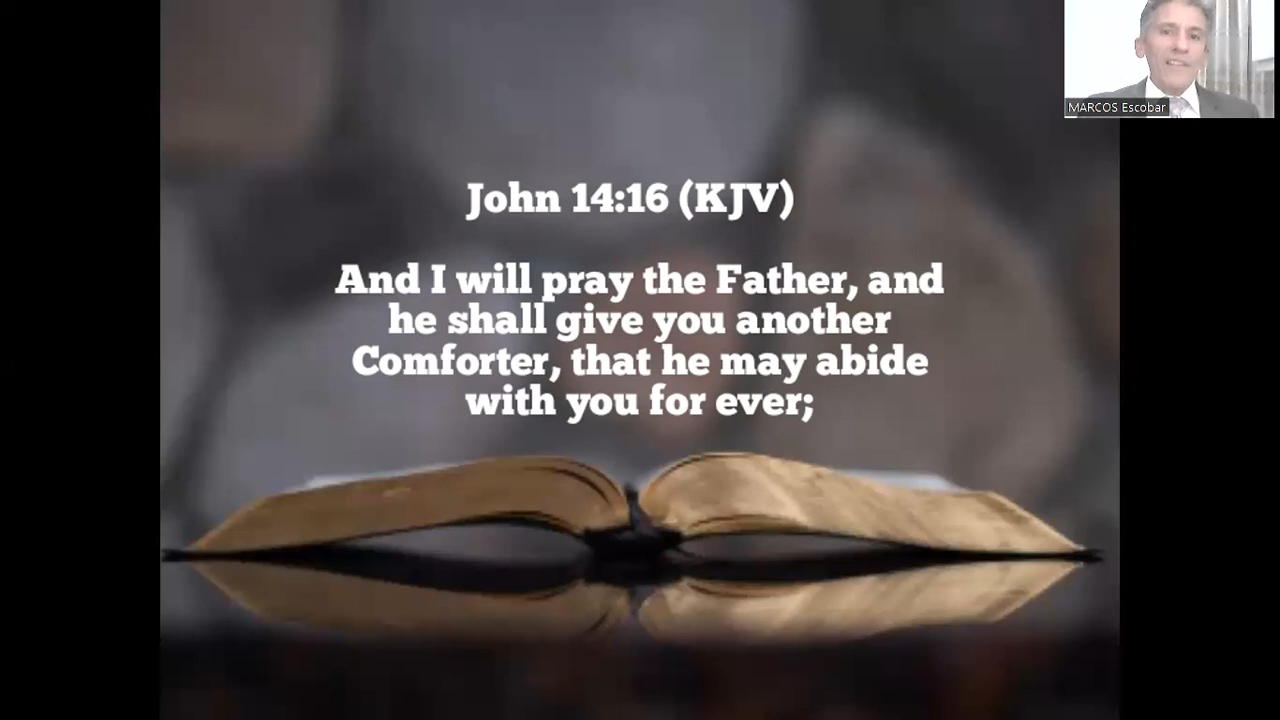 MARCOS Escobar
John 14:16 (KJV)
And I will pray the Father, and
he shall give you another
Comforter, that he may abide
with you for ever;